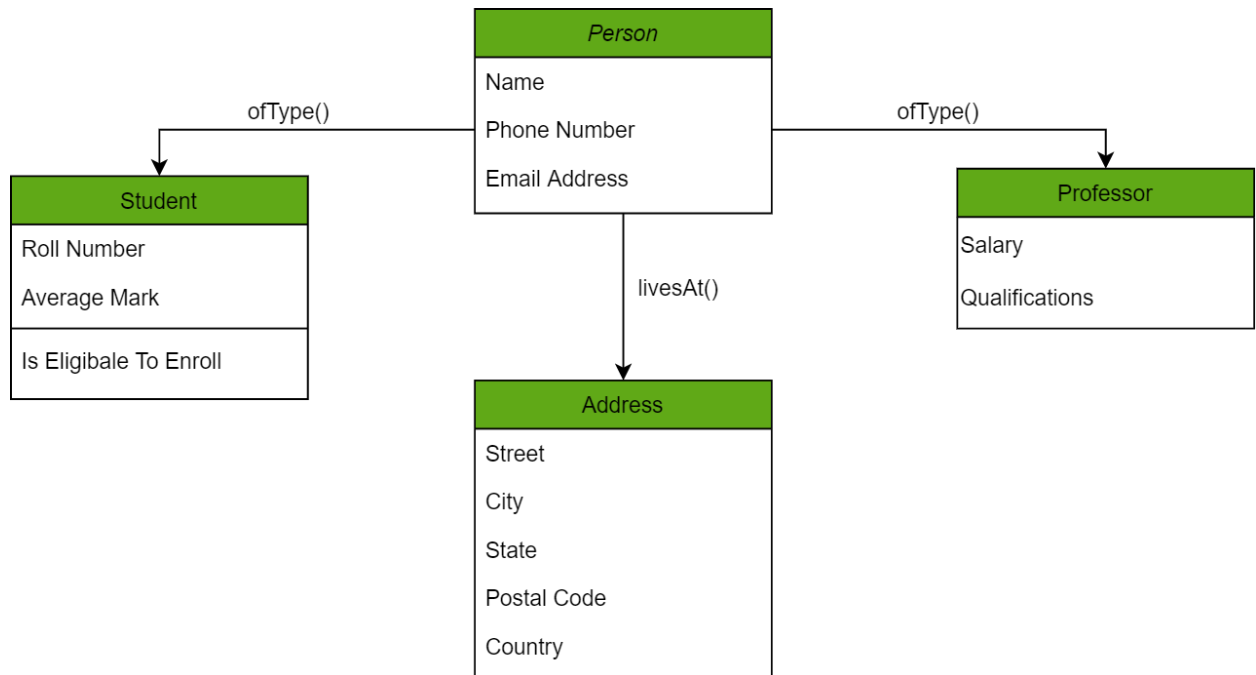 Person
Name
Phone Number
Email Address
ofType()
ofType()
Student
Roll Number
Average Mark
Is Eligibale To Enroll
Professor
Salary
Qualifications
livesAt()
Address
Street
City
State
Postal Code
Country